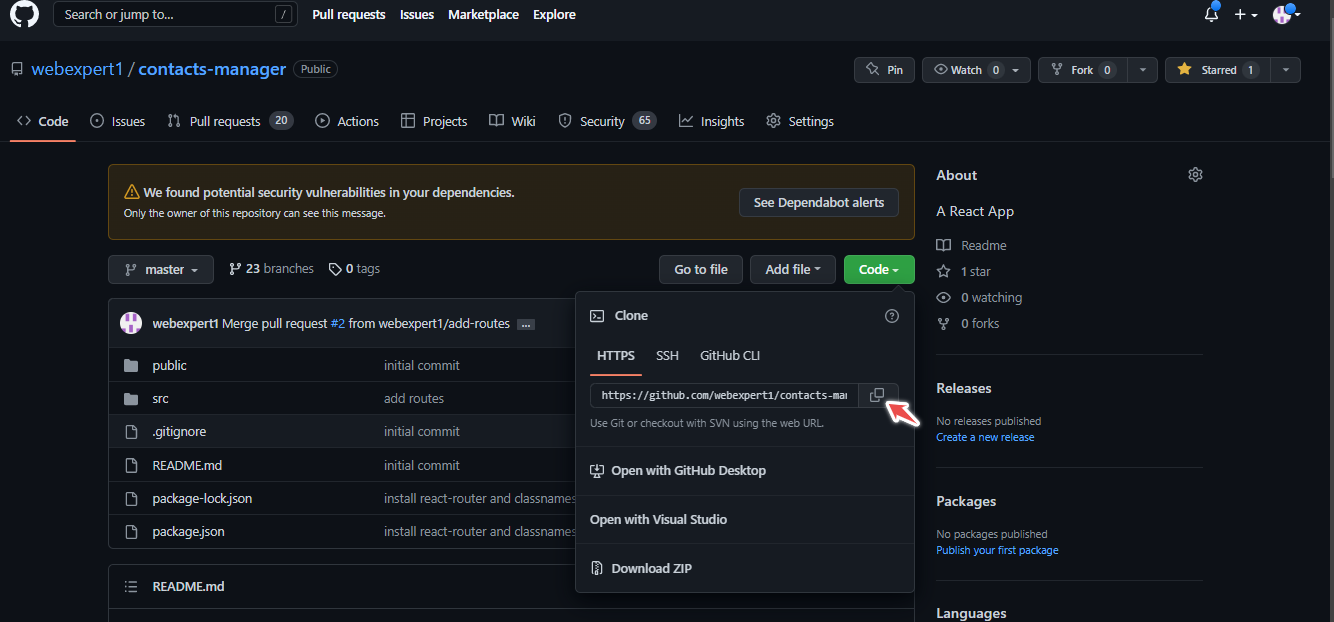 Search or jump to... /
Pull requests Issues Marketplace Explore
webexpert1 / contacts-manager Public
Pin
Watch 0
Fork 0
Starred 1
Code
Issues
Pull requests 20
Actions
Projects
Wiki
Security 65
Insights
Settings
We found potential security vulnerabilities in your dependencies.
Only the owner of this repository can see this message.
See Dependabot alerts
master
23 branches
0 tags
Go to file
Add file
Code
webexpert1 Merge pull request #2 from webexpert1/add-routes ...
public initial commit
src add routes
.gitignore initial commit
README.md initial commit
package-lock.json install react-router and classnames
package.json install react-router and classnames
README.md
Clone
HTTPS SSH GitHub CLI
https://github.com/webexpert1/contacts-mar
Use Git or checkout with SVN using the web URL.
Open with GitHub Desktop
Open with Visual Studio
Download ZIP
About
A React App
Readme
1 star
0 watching
0 forks
Releases
No releases published
Create a new release
Packages
No packages published
Publish your first package
Languages